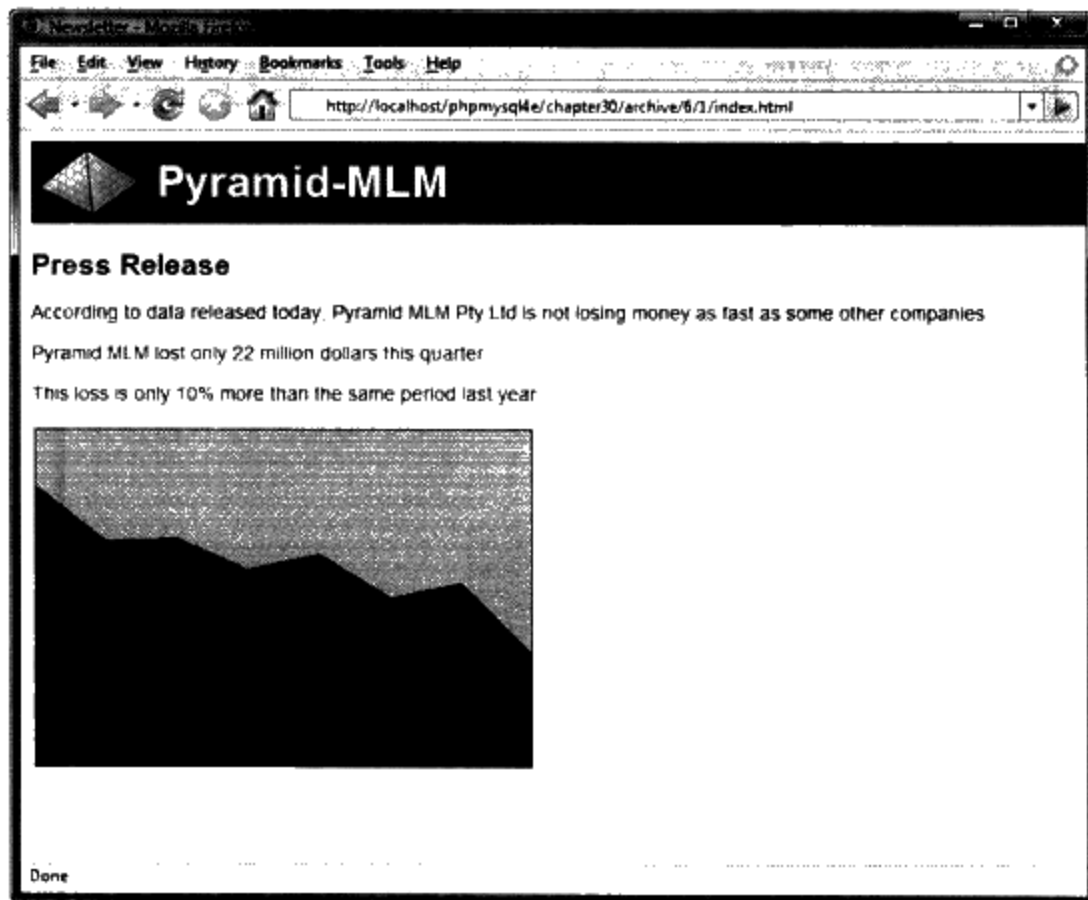 Newsletter - Mozilla Firefox
File Edit View History Bookmarks Tools Help
http://localhost/phpmysql4e/chapter30/archive/6/1/index.html
Pyramid-MLM
Press Release
According to data released today, Pyramid MLM Pty Ltd is not losing money as fast as some other companies
Pyramid MLM lost only 22 million dollars this quarter
This loss is only 10% more than the same period last year
Done